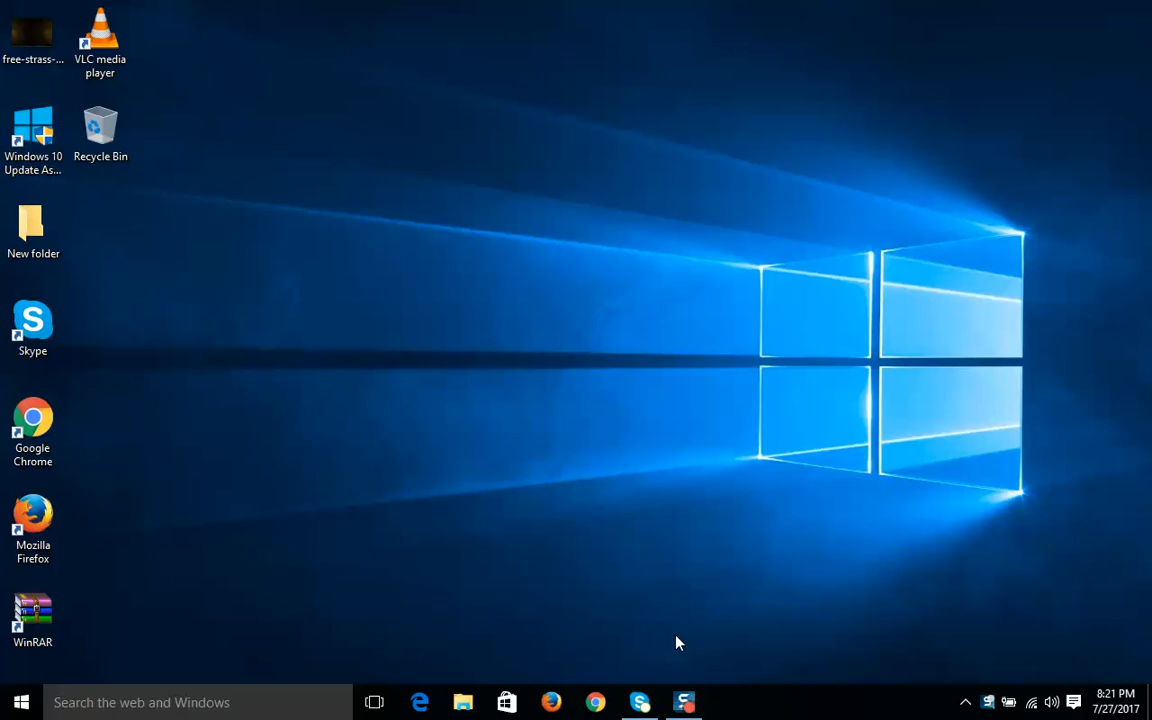 free-strass-...
VLC media
player
Windows 10
Update As...
Recycle Bin
New folder
Skype
Google
Chrome
Mozilla
Firefox
WinRAR
Search the web and Windows
8:21 PM
7/27/2017